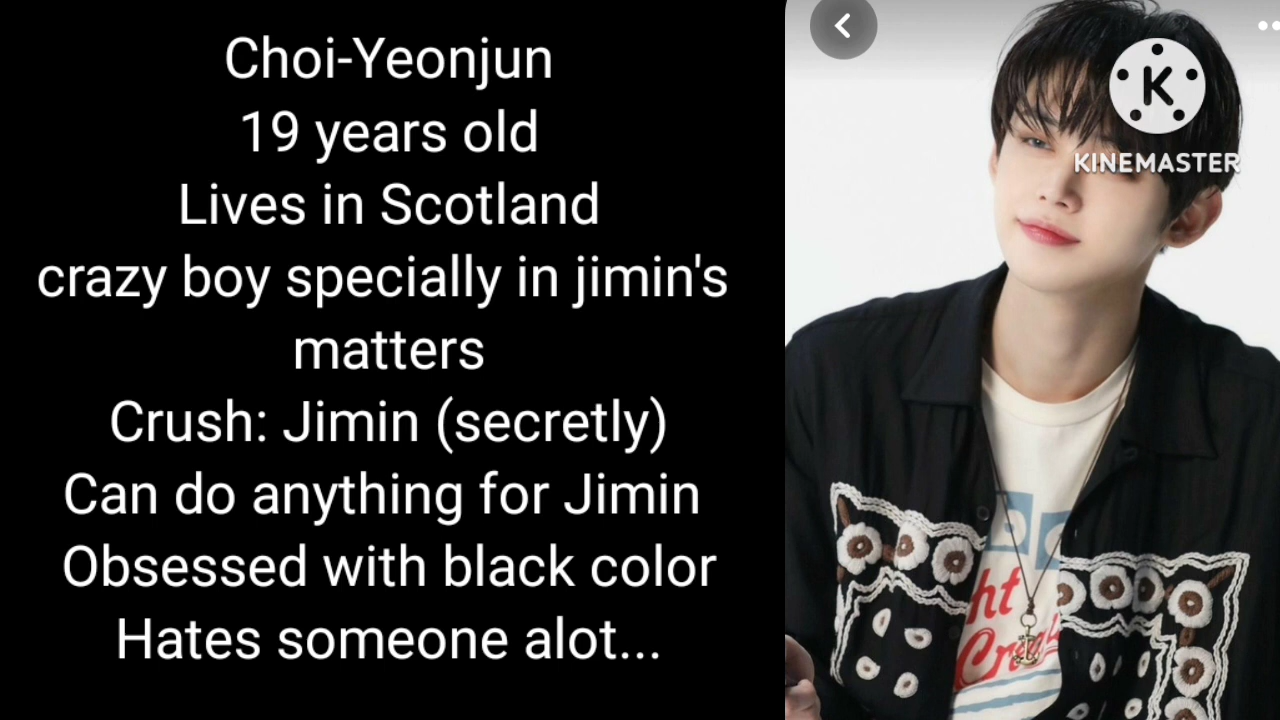 Choi-Yeonjun
19 years old
Lives in Scotland
crazy boy specially in jimin's
matters
Crush: Jimin (secretly)
Can do anything for Jimin
Obsessed with black color
Hates someone alot...
K
KINEMASTER
ht